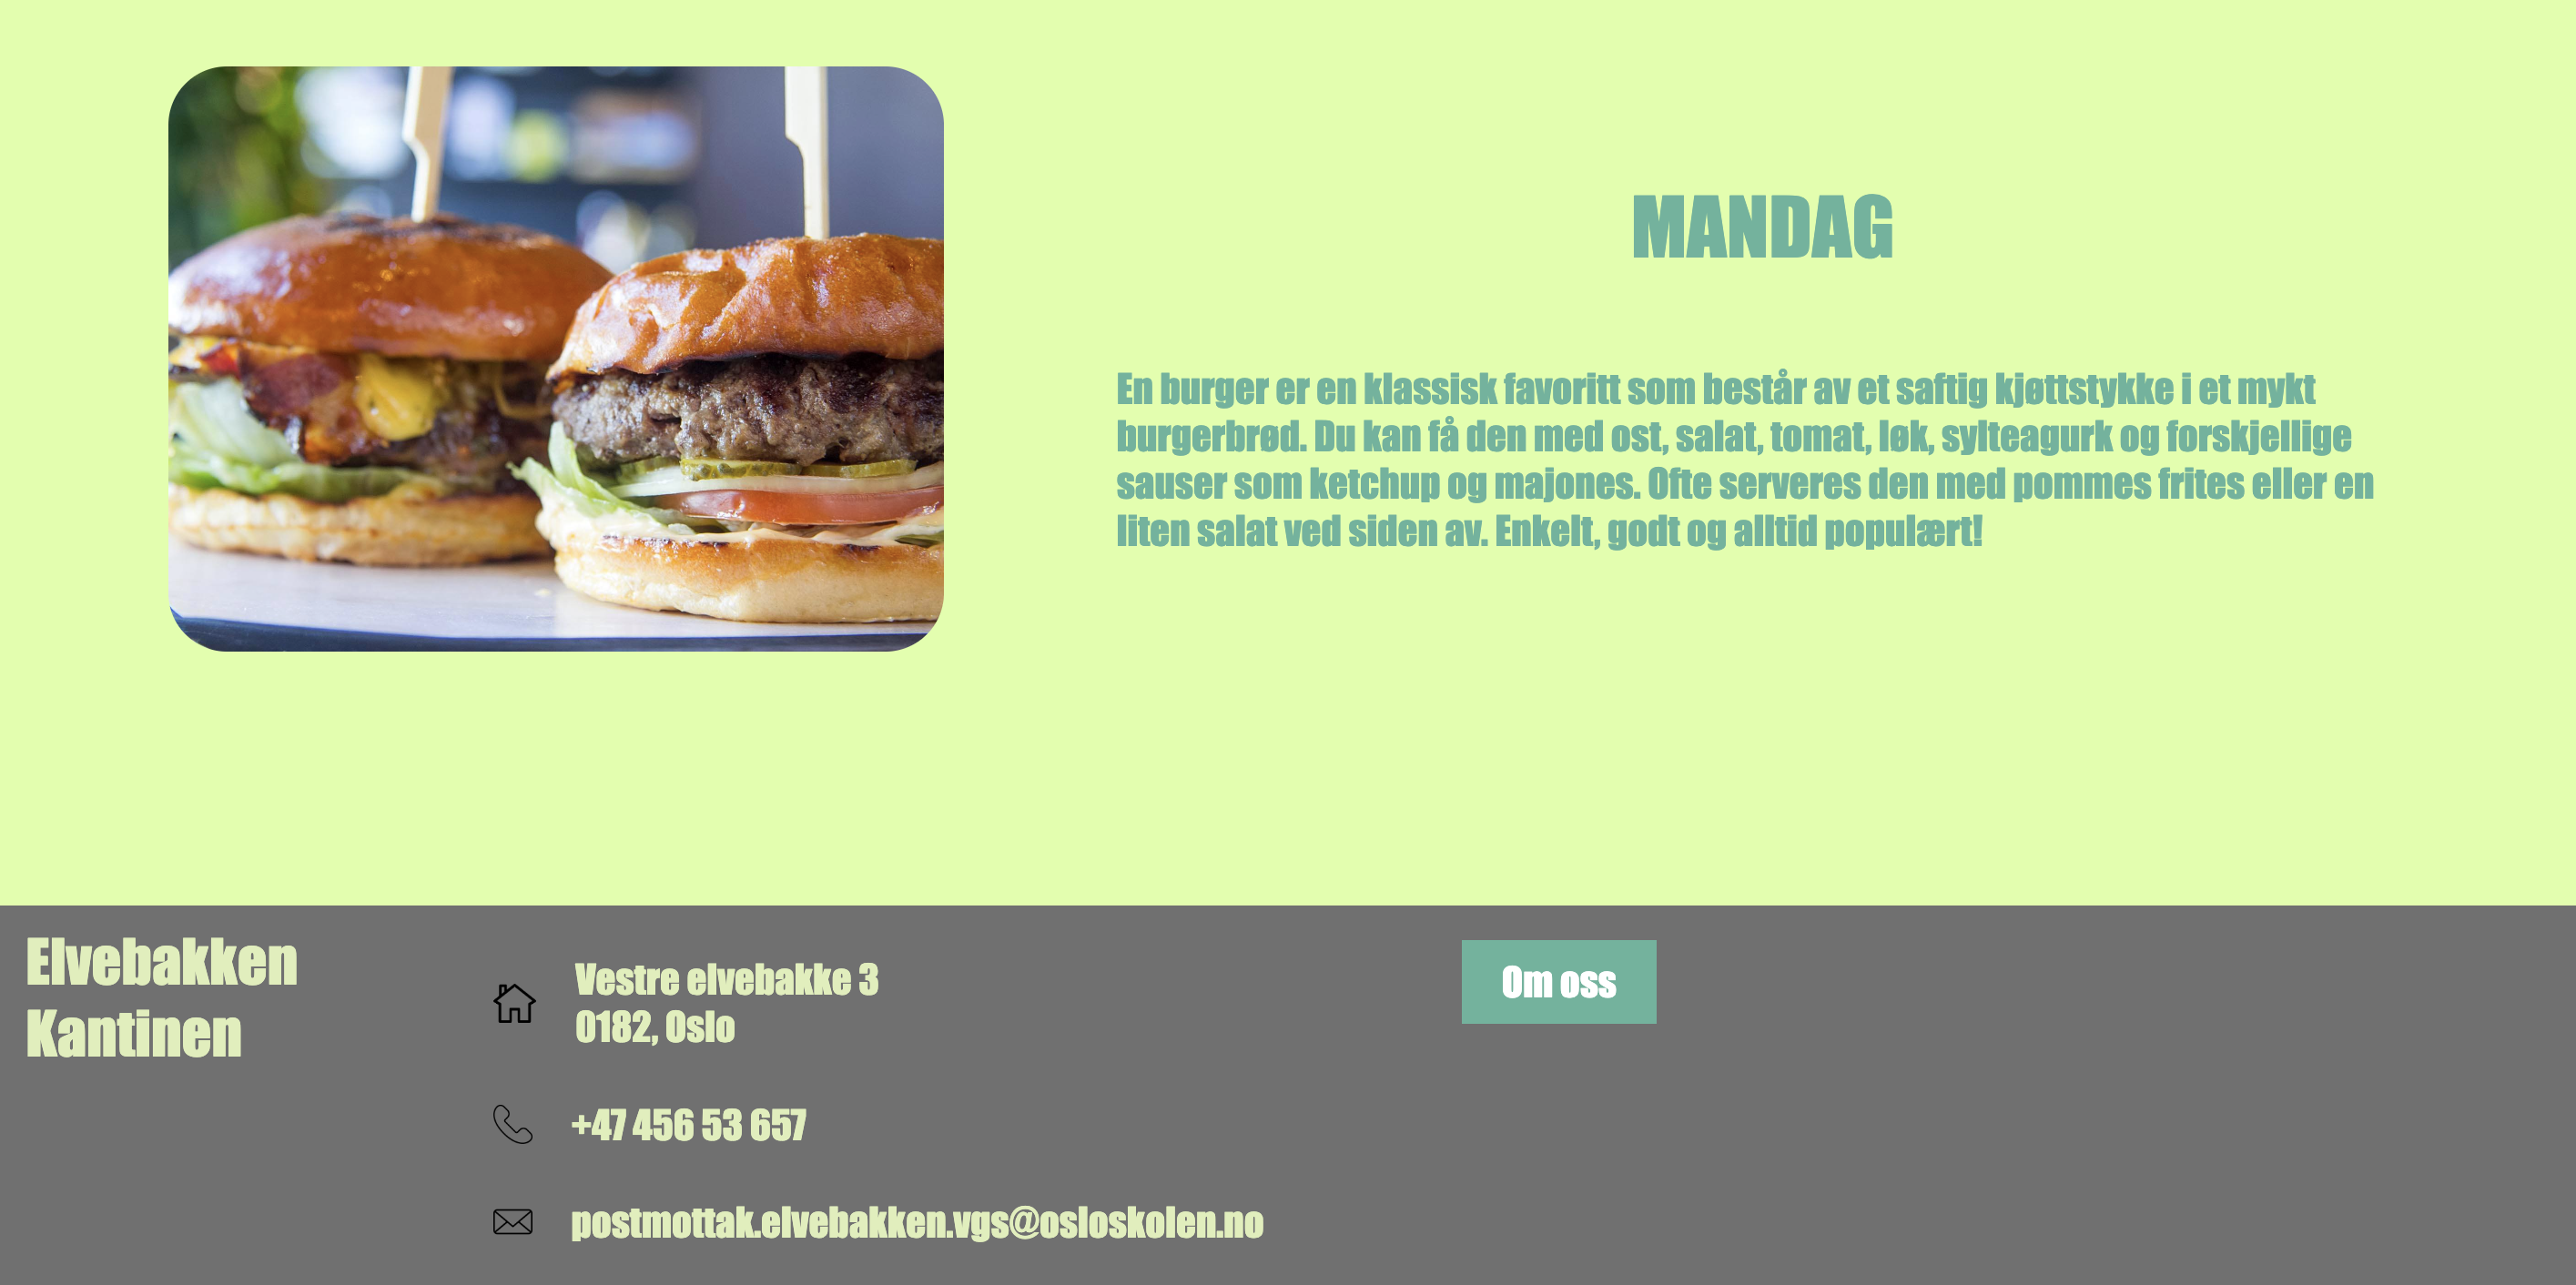 MANDAG
En burger er en klassisk favoritt som består av et saftig kjøttstykke i et mykt
burgerbrød. Du kan få den med ost, salat, tomat, løk, sylteagurk og forskjellige
sauser som ketchup og majones. Ofte serveres den med pommes frites eller en
liten salat ved siden av. Enkelt, godt og alltid populært!
Elvebakken
Kantinen
Vestre elvebakke 3
0182, Oslo
+47 456 53 657
postmottak.elvebakken.vgs@osloskolen.no
Om oss